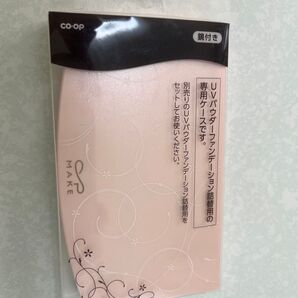 CO·OP
鏡付き
UVパウダーファンデーション詰替用の
専用ケースです。
別売りのUVパウダーファンデーション詰替用を
セットしてお使いください。
MAKE